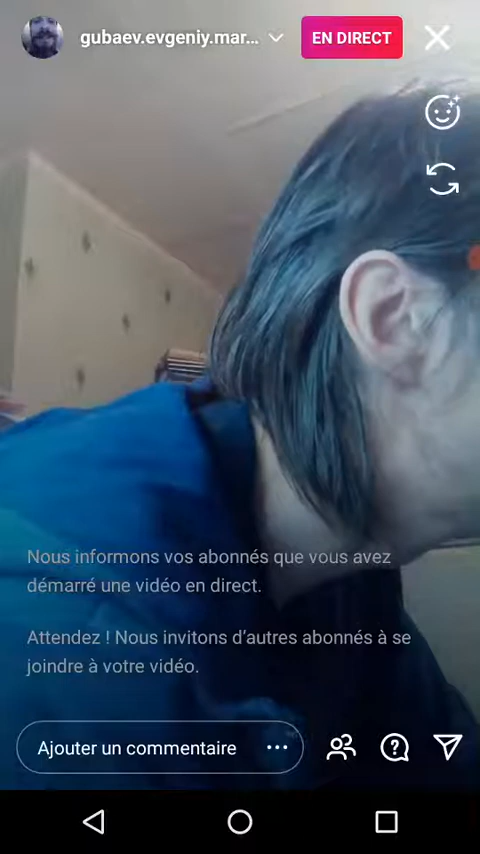 gubaev.evgeniy.mar...
EN DIRECT
Nous informons vos abonnés que vous avez
démarré une vidéo en direct.
Attendez ! Nous invitons d'autres abonnés à se
joindre à votre vidéo.
Ajouter un commentaire